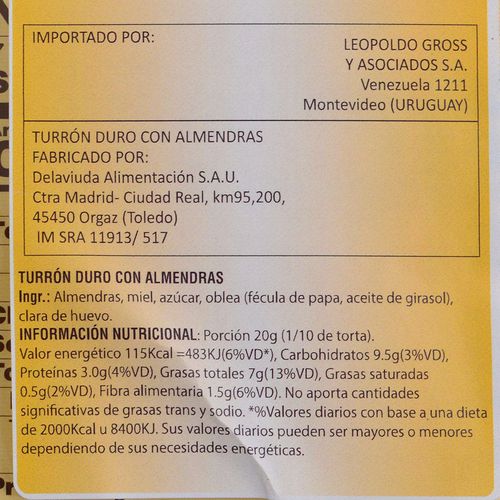 IMPORTADO POR:
LEOPOLDO GROSS
Y ASOCIADOS S.A.
Venezuela 1211
Montevideo (URUGUAY)
TURRÓN DURO CON ALMENDRAS
FABRICADO POR:
Delaviuda Alimentación S.A.U.
Ctra Madrid- Ciudad Real, km95,200,
45450 Orgaz (Toledo)
IM SRA 11913/ 517
TURRÓN DURO CON ALMENDRAS
Ingr.: Almendras, miel, azúcar, oblea (fécula de papa, aceite de girasol),
clara de huevo.
INFORMACIÓN NUTRICIONAL: Porción 20g (1/10 de torta).
Valor energético 115Kcal =483KJ(6%VD*), Carbohidratos 9.5g(3%VD),
Proteínas 3.0g(4%VD), Grasas totales 7g(13%VD), Grasas saturadas
0.5g(2%VD), Fibra alimentaria 1.5g(6%VD). No aporta cantidades
significativas de grasas trans y sodio. *%Valores diarios con base a una dieta
de 2000Kcal u 8400KJ. Sus valores diarios pueden ser mayores o menores
dependiendo de sus necesidades energéticas.